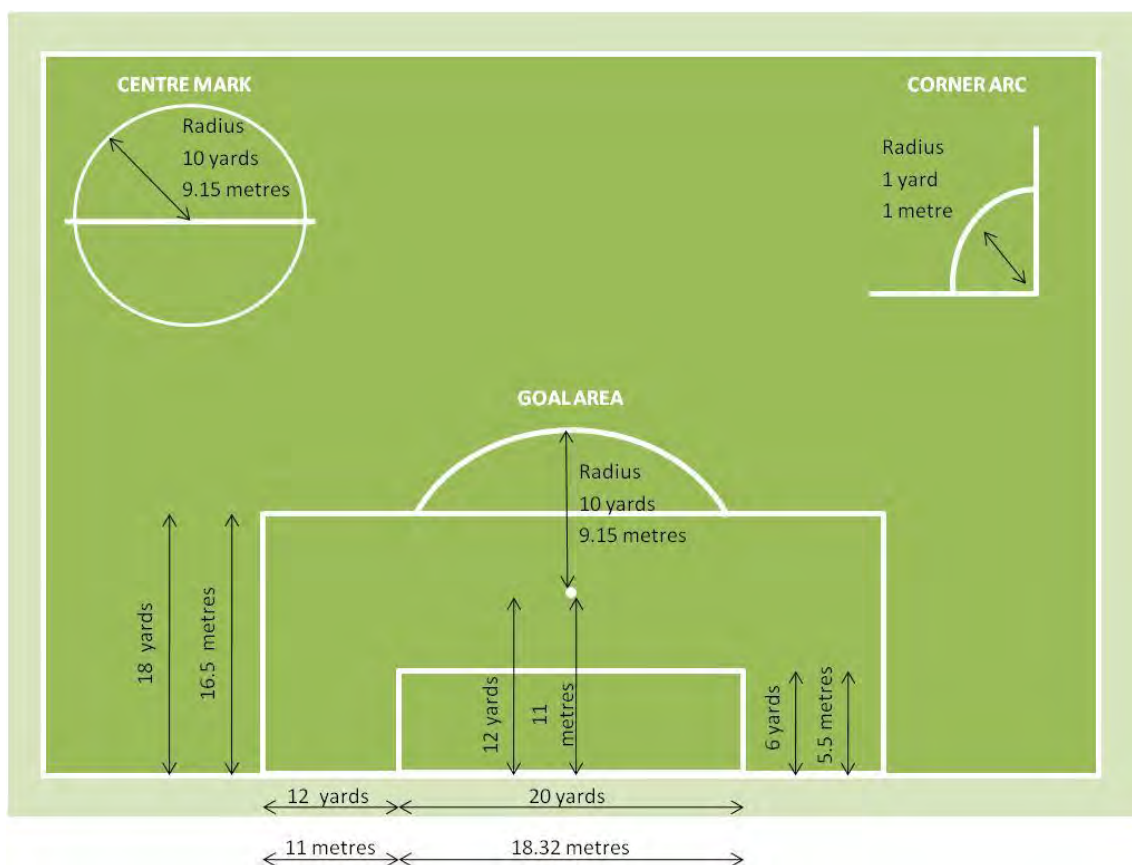 CENTRE MARK
Radius
10 yards
9.15 metres
CORNER ARC
Radius
1 yard
1 metre
GOAL AREA
Radius
10 yards
9.15 metres
18 yards
16.5 metres
12 yards
11
metres
6 yards
5.5 metres
12 yards
20 yards
11 metres
18.32 metres